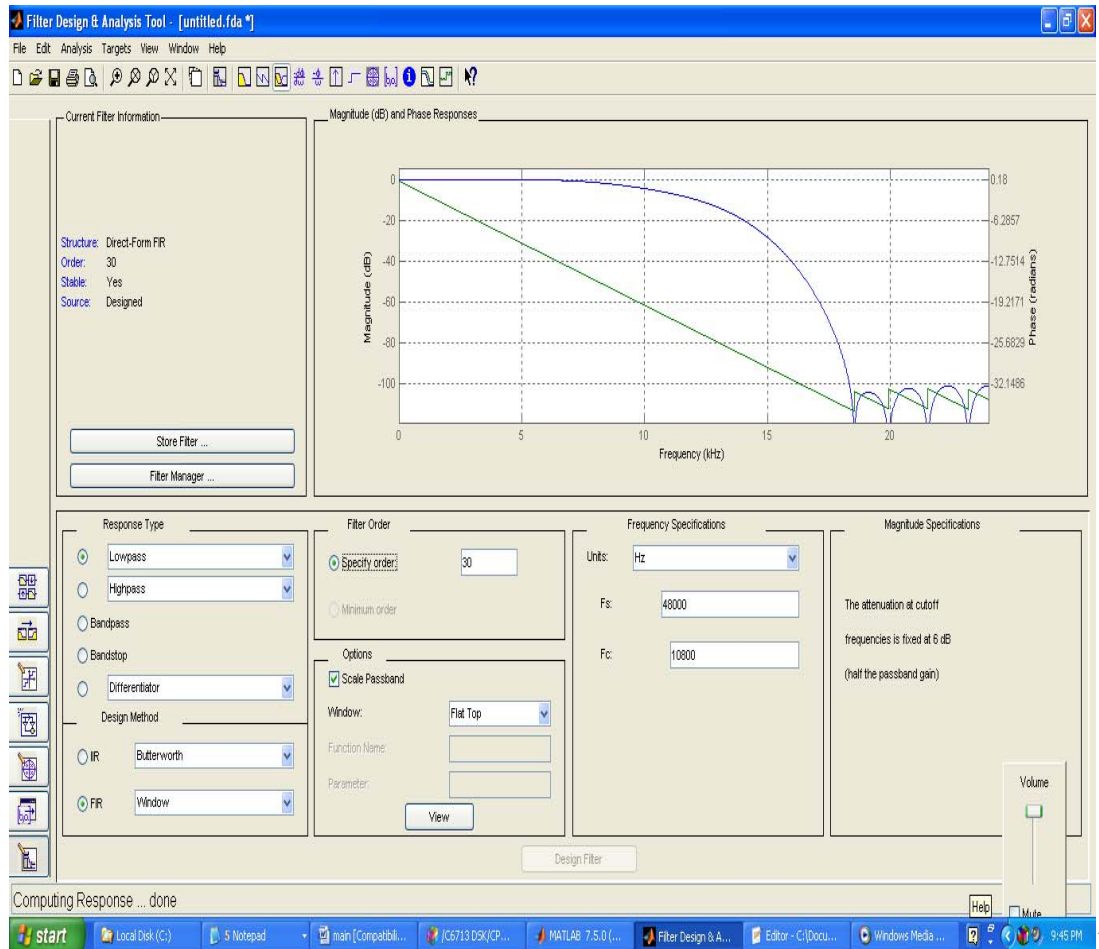 Filter Design & Analysis Tool - [untitled.fda *]
File Edit Analysis Targets View Window Help
Current Filter Information
Structure: Direct-Form FIR
Order: 30
Stable: Yes
Source: Designed
Store Filter ...
Filter Manager ...
Magnitude (dB) and Phase Responses
0
-20
-40
-60
-80
-100
Magnitude (dB)
0.18
-6.2857
-12.7514
-19.2171
-25.6829
-32.1486
Phase (radians)
0 5 10 15 20
Frequency (kHz)
Response Type
Lowpass
Highpass
Bandpass
Bandstop
Differentiator
Design Method
IIR Butterworth
FIR Window
Filter Order
Specify order: 30
Minimum order
Options
Scale Passband
Window: Flat Top
Function Name:
Parameter:
View
Frequency Specifications
Units: Hz
Fs: 48000
Fc: 10800
Magnitude Specifications
The attenuation at cutoff
frequencies is fixed at 6 dB
(half the passband gain)
Volume
Mute
Design Filter
Computing Response ... done
Help
start Local Disk (C:) 5 Notepad main [Compatibili... /C6713 DSK/CP... MATLAB 7.5.0 (... Filter Design & A... Editor - C:\Docu... Windows Media ... 9:45 PM